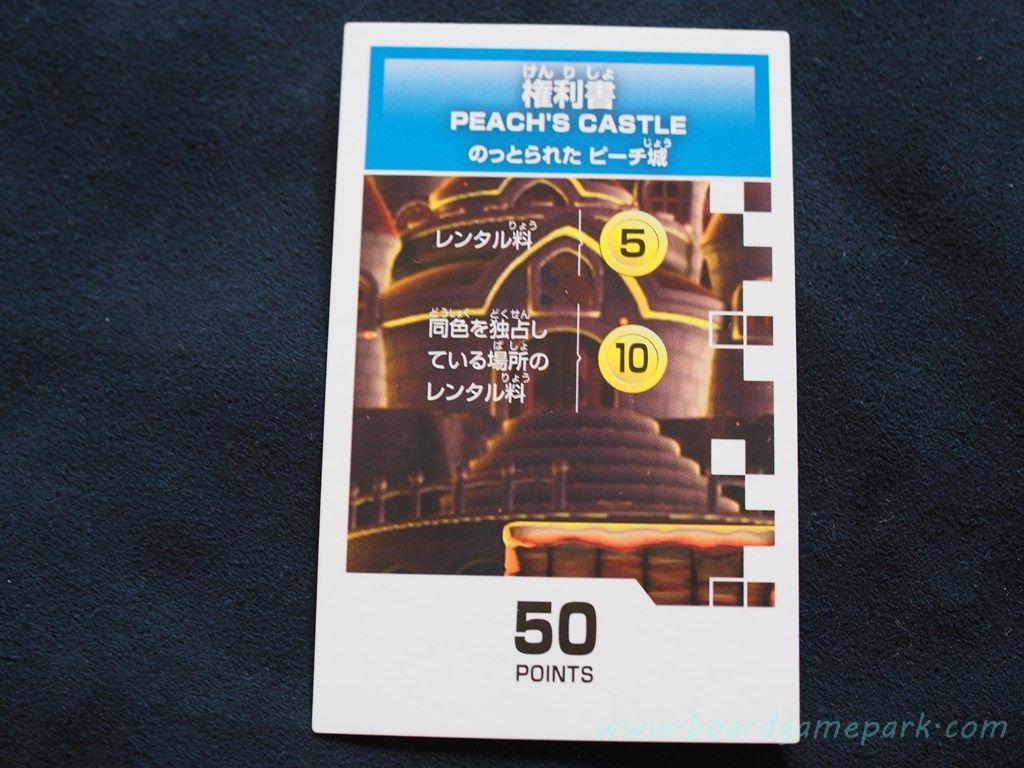 けんりしょ
権利書
PEACH'S CASTLE
じょう
のっとられた ピーチ城
りょう
レンタル料
5
どうしょく どくせん
同色を独占し
ばしょ
ている場所の
りょう
レンタル料
10
50
POINTS
www.boardgamepark.com